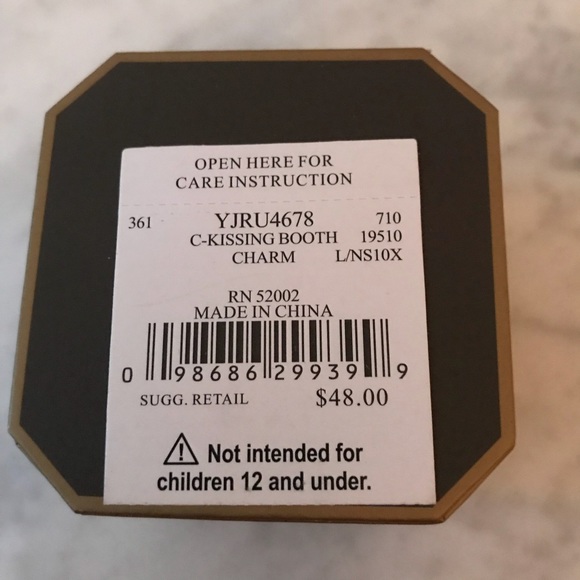 OPEN HERE FOR
CARE INSTRUCTION
361 YJRU4678 710
C-KISSING BOOTH 19510
CHARM L/NS10X
RN 52002
MADE IN CHINA
0 98686 29939 9
SUGG. RETAIL $48.00
Not intended for
children 12 and under.